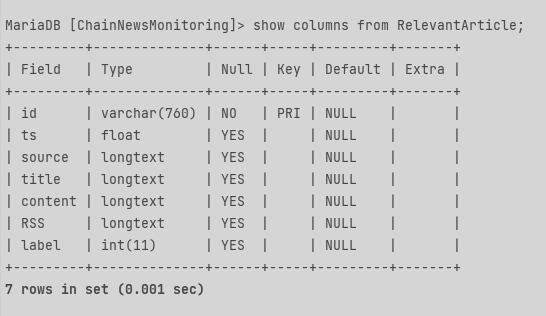 MariaDB [ChainNewsMonitoring]> show columns from RelevantArticle;
+---------+--------------+------+-----+---------+-------+
| Field   | Type         | Null | Key | Default | Extra |
+---------+--------------+------+-----+---------+-------+
| id      | varchar(760) | NO   | PRI | NULL    |       |
| ts      | float        | YES  |     | NULL    |       |
| source  | longtext     | YES  |     | NULL    |       |
| title   | longtext     | YES  |     | NULL    |       |
| content | longtext     | YES  |     | NULL    |       |
| RSS     | longtext     | YES  |     | NULL    |       |
| label   | int(11)      | YES  |     | NULL    |       |
+---------+--------------+------+-----+---------+-------+
7 rows in set (0.001 sec)